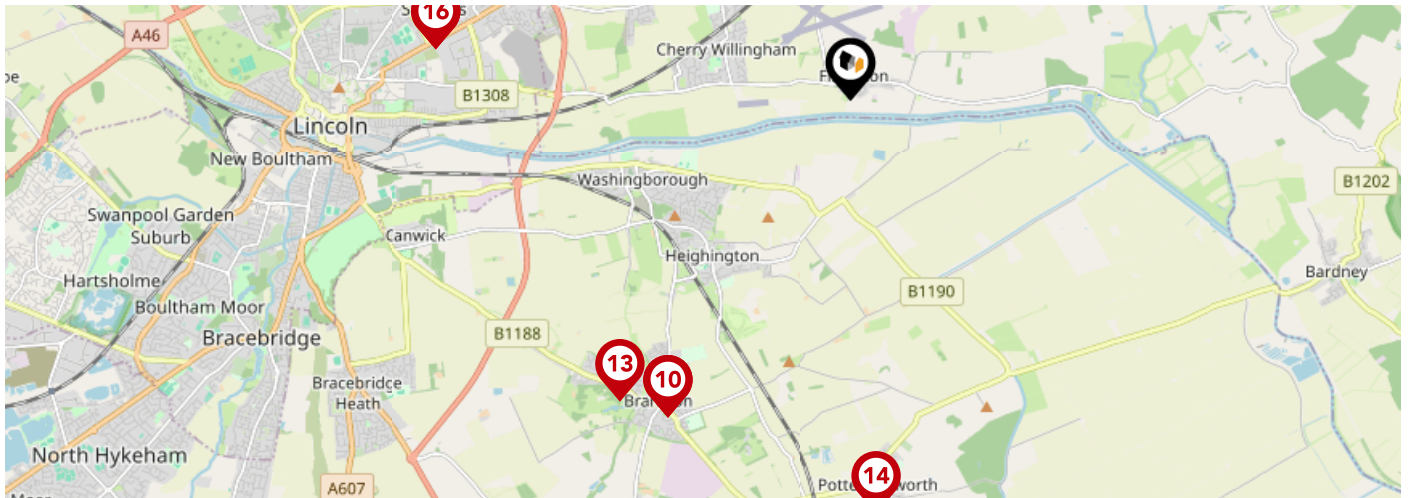 16
A46
Cherry Willingham
B1308
Lincoln
New Boultham
Washingborough
B1202
Swanpool Garden
Suburb
Canwick
Heighington
Bardney
Hartsholme
B1190
Boultham Moor
B1188
Bracebridge
13
10
Bracebridge
Heath
North Hykeham
14
A607